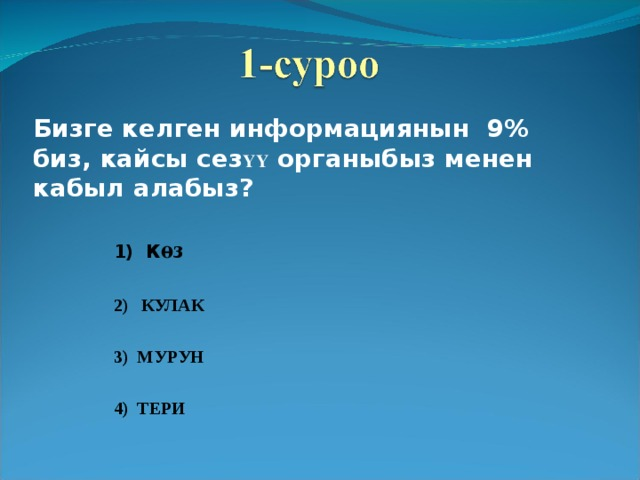 1-суроо
Бизге келген информациянын 9%
биз, кайсы сезүү органыбыз менен
кабыл алабыз?
1) Көз
2) КУЛАК
3) МУРУН
4) ТЕРИ